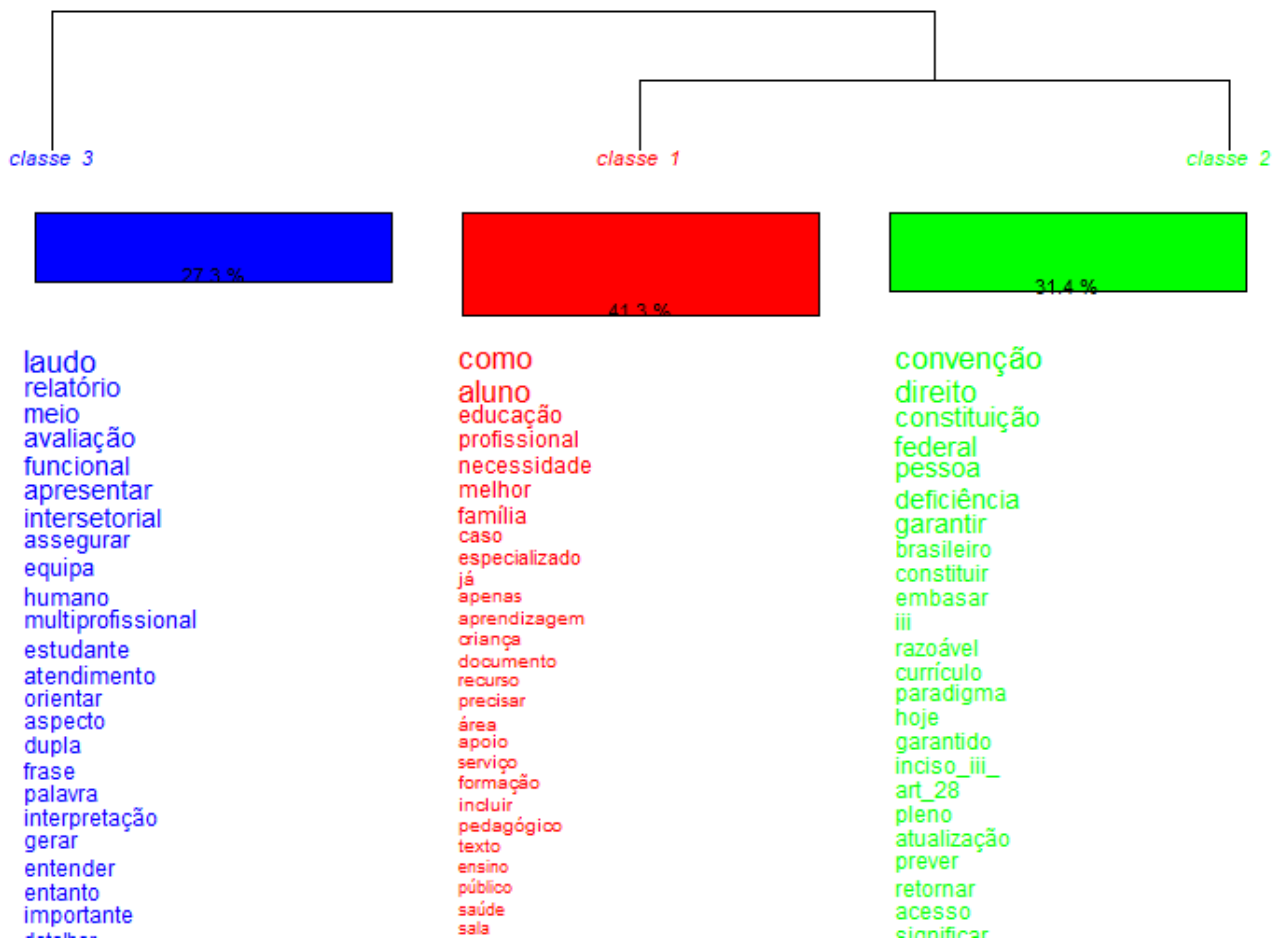 classe 3
classe 1
classe 2
27.3 %
41.3 %
31.4 %
laudo
relatório
meio
avaliação
funcional
apresentar
intersetorial
assegurar
equipa
humano
multiprofissional
estudante
atendimento
orientar
aspecto
dupla
frase
palavra
interpretação
gerar
entender
entanto
importante
detalhar
como
aluno
educação
profissional
necessidade
melhor
família
caso
especializado
já
apenas
aprendizagem
criança
documento
recurso
precisar
área
apoio
serviço
formação
incluir
pedagógico
texto
ensino
público
saúde
sala
convenção
direito
constituição
federal
pessoa
deficiência
garantir
brasileiro
constituir
embasar
iii
razoável
currículo
paradigma
hoje
garantido
inciso_iii_
art_28
pleno
atualização
prever
retornar
acesso
significar